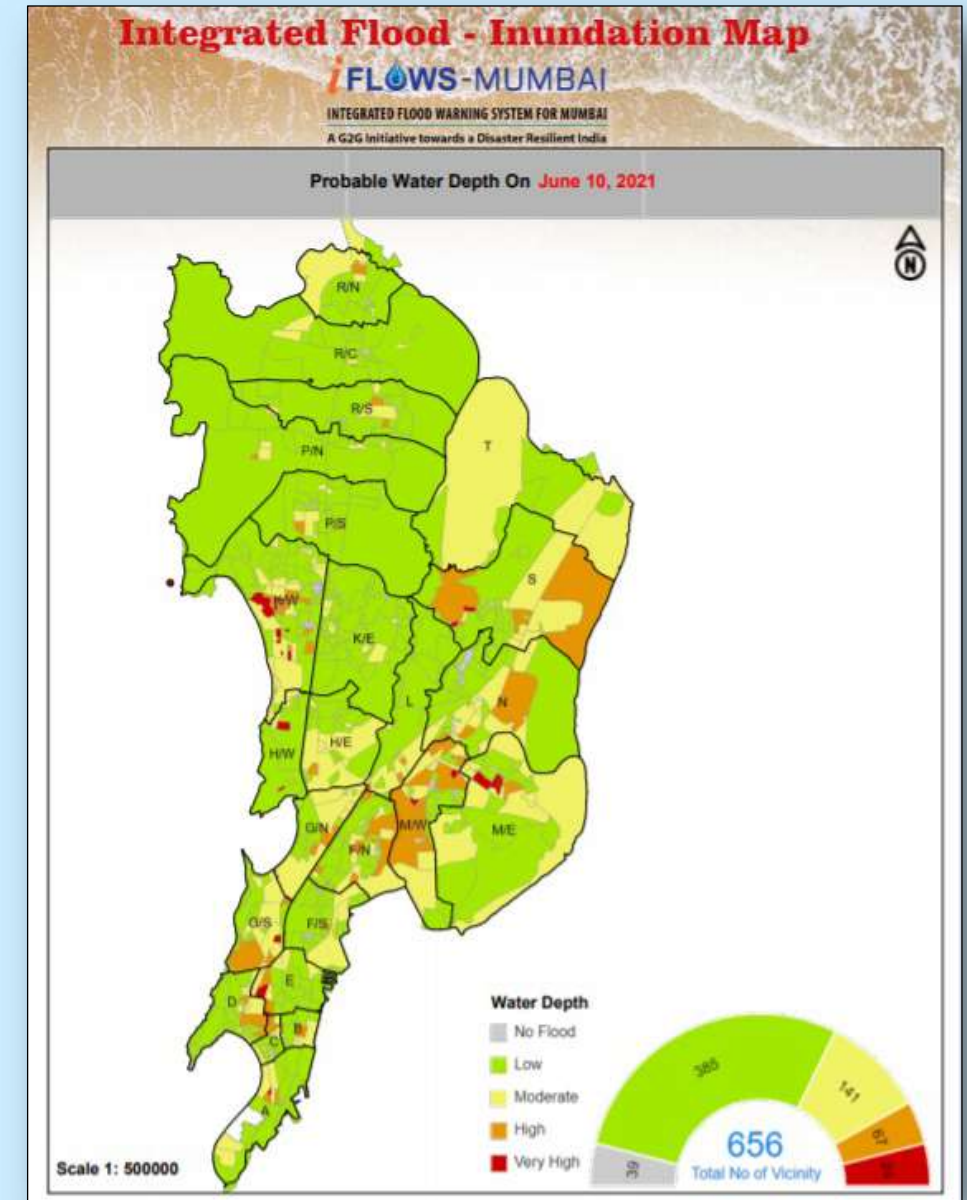 Integrated Flood - Inundation Map
iFLOWS-MUMBAI
INTEGRATED FLOOD WARNING SYSTEM FOR MUMBAI
A G2G Initiative towards a Disaster Resilient India
Probable Water Depth On June 10, 2021
N
R/N
R/C
R/S
T
P/N
P/S
S
K/W
K/E
L
N
H/E
H/W
G/N
M/W
M/E
F/N
G/S
F/S
E
D
B
C
A
Water Depth
No Flood
Low
Moderate
High
Very High
39
385
141
67
656
Total No of Vicinity
Scale 1: 500000